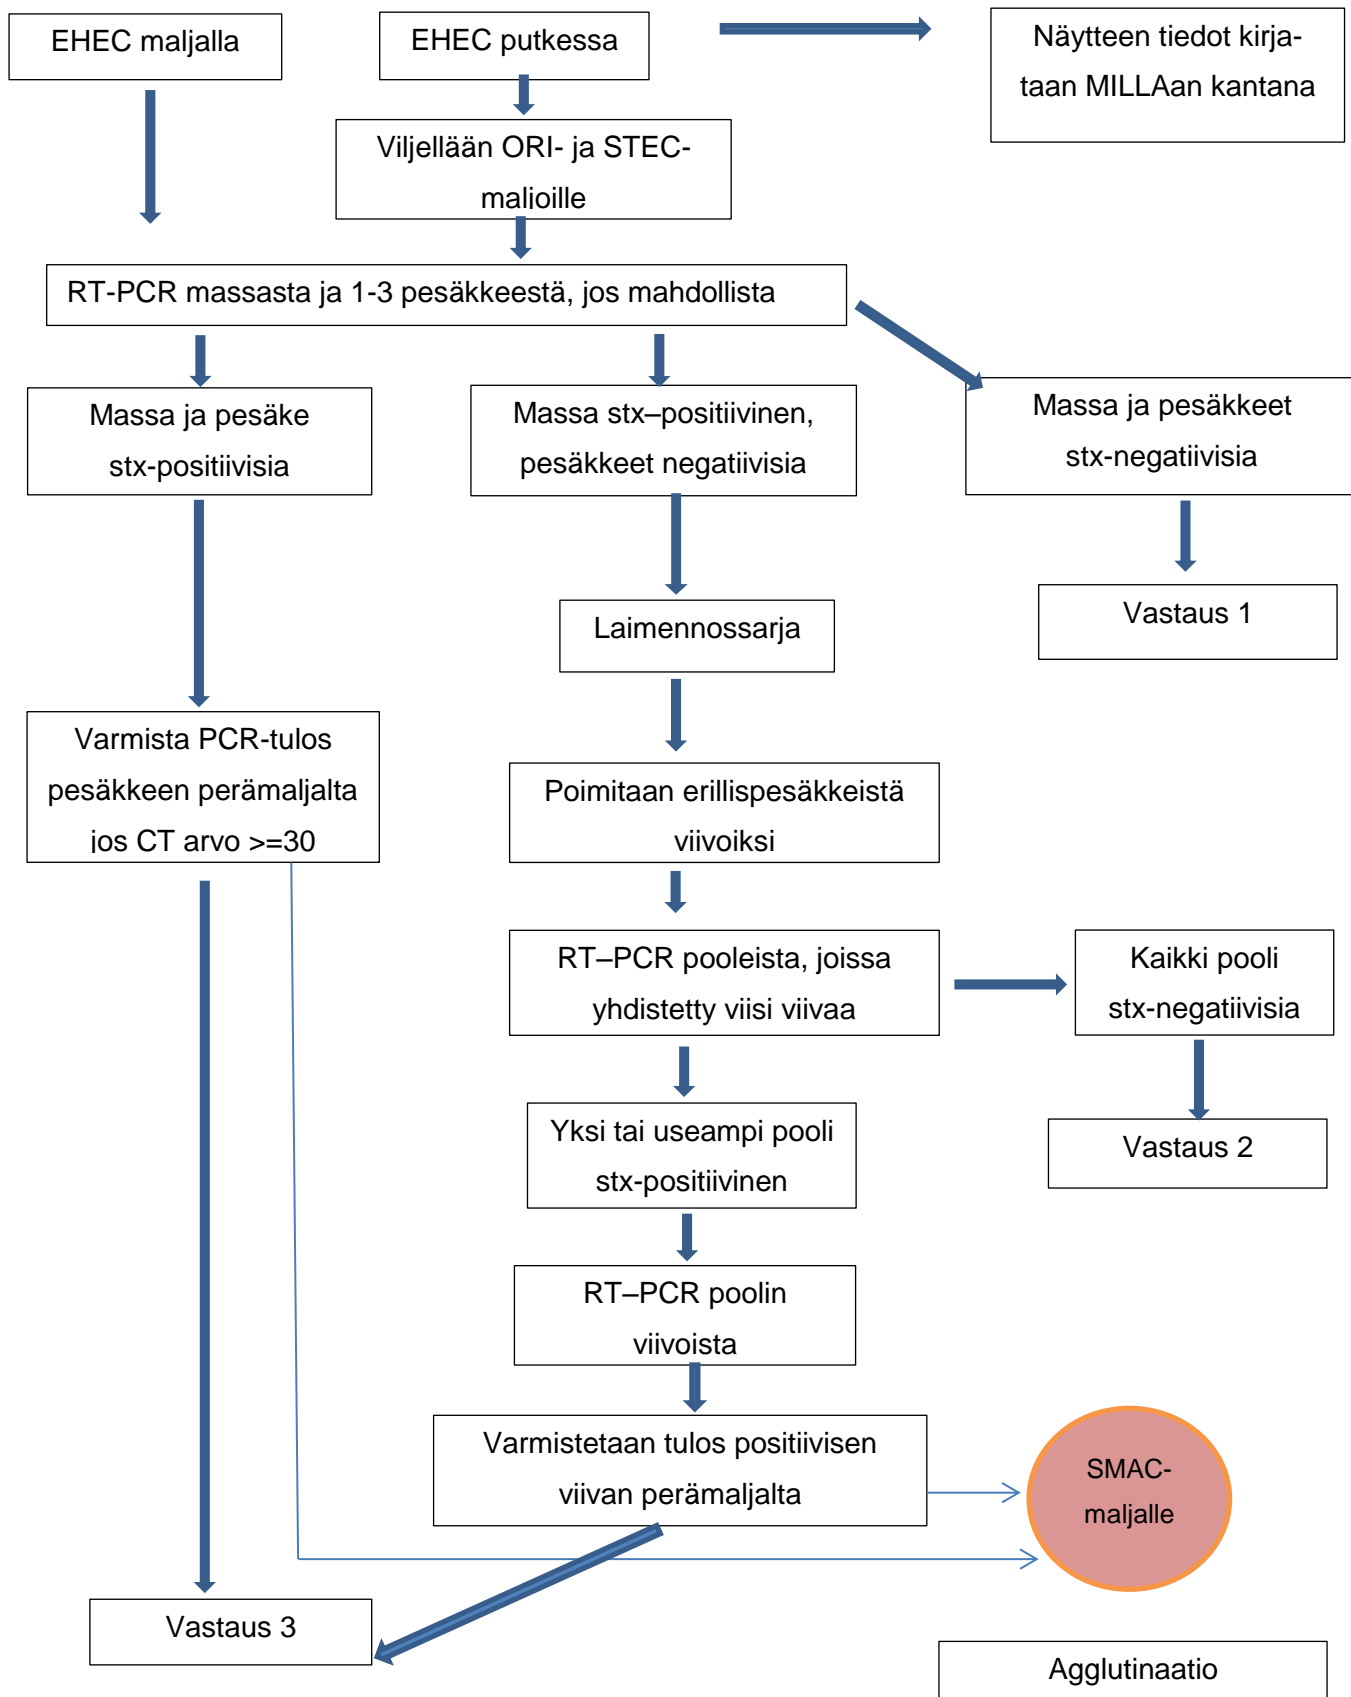 EHEC maljalla
EHEC putkessa
Näytteen tiedot kirja-
taan MILLAan kantana
Viljellään ORI- ja STEC-
maljoille
RT-PCR massasta ja 1-3 pesäkkeestä, jos mahdollista
Massa ja pesäke
stx-positiivisia
Massa stx–positiivinen,
pesäkkeet negatiivisia
Massa ja pesäkkeet
stx-negatiivisia
Vastaus 1
Laimennossarja
Varmista PCR-tulos
pesäkkeen perämaljalta
jos CT arvo >=30
Poimitaan erillispesäkkeistä
viivoiksi
RT–PCR pooleista, joissa
yhdistetty viisi viivaa
Kaikki pooli
stx-negatiivisia
Yksi tai useampi pooli
stx-positiivinen
Vastaus 2
RT–PCR poolin
viivoista
Varmistetaan tulos positiivisen
viivan perämaljalta
SMAC-
maljalle
Vastaus 3
Agglutinaatio